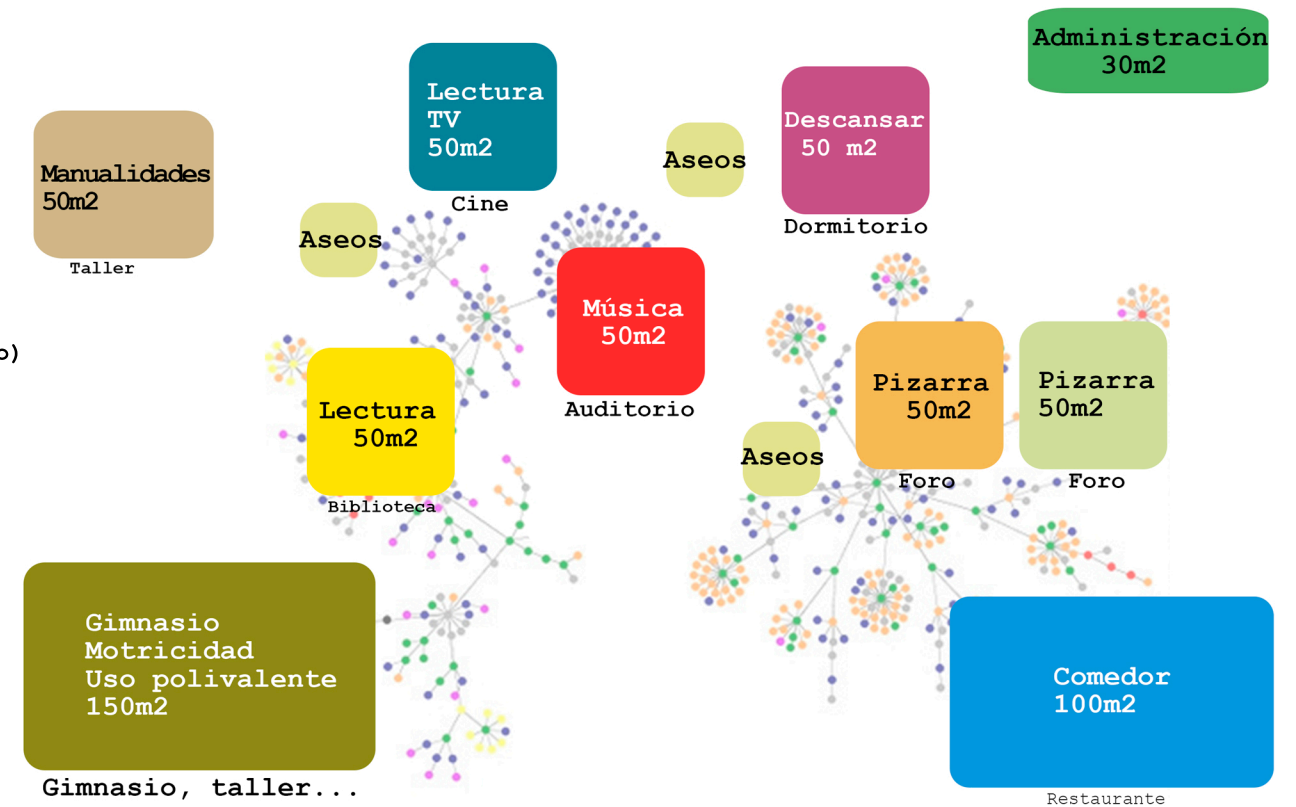 Administración
30m2
Lectura
TV
50m2
Cine
Descansar
50 m2
Dormitorio
Aseos
Manualidades
50m2
Taller
Aseos
Música
50m2
Auditorio
o)
Lectura
50m2
Biblioteca
Pizarra
50m2
Foro
Pizarra
50m2
Foro
Aseos
Gimnasio
Motricidad
Uso polivalente
150m2
Gimnasio, taller...
Comedor
100m2
Restaurante